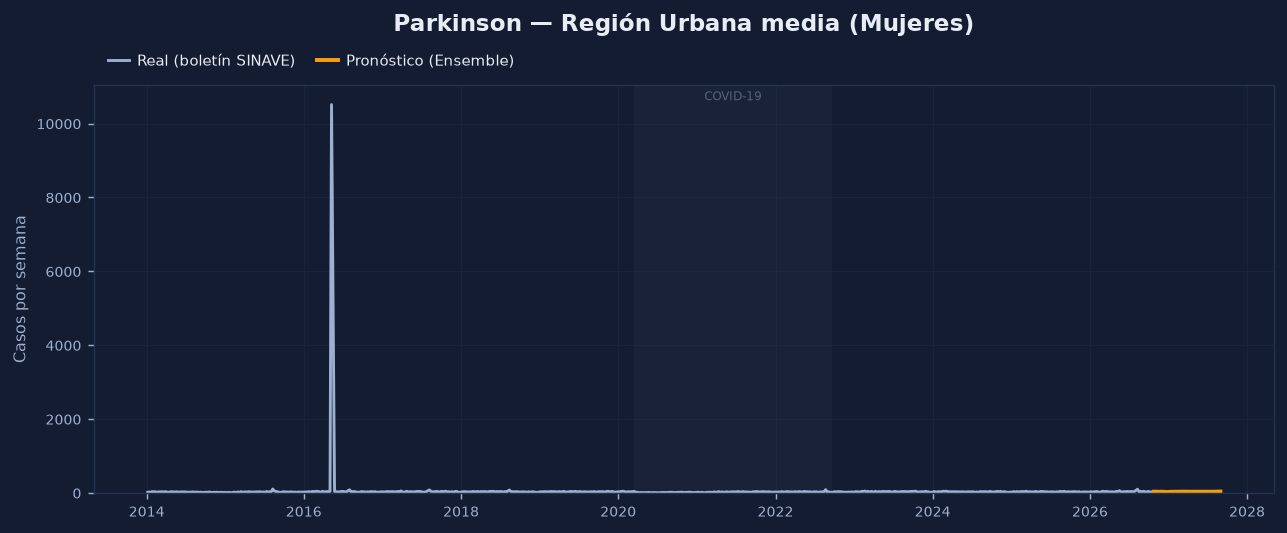 Parkinson — Región Urbana media (Mujeres)
Real (boletín SINAVE)
Pronóstico (Ensemble)
COVID-19
Casos por semana
10000
8000
6000
4000
2000
0
2014
2016
2018
2020
2022
2024
2026
2028